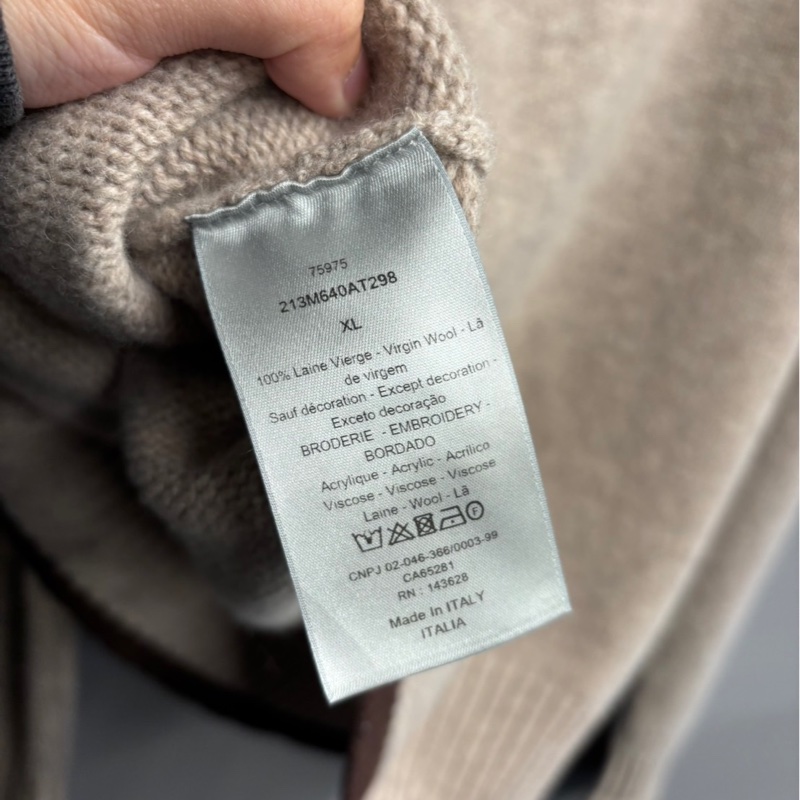 75975
213M640AT298
XL
100% Laine Vierge - Virgin Wool - Lã
de virgem
Sauf dècoration - Except decoration -
Exceto decoração
BRODERIE - EMBROIDERY -
BORDADO
Acrylique - Acrylic - Acrilico
Viscose - Viscose - Viscose
Laine - Wool - Lã
F
CNPJ 02-046-366/0003-99
CA65281
RN : 143628
Made in ITALY
ITALIA